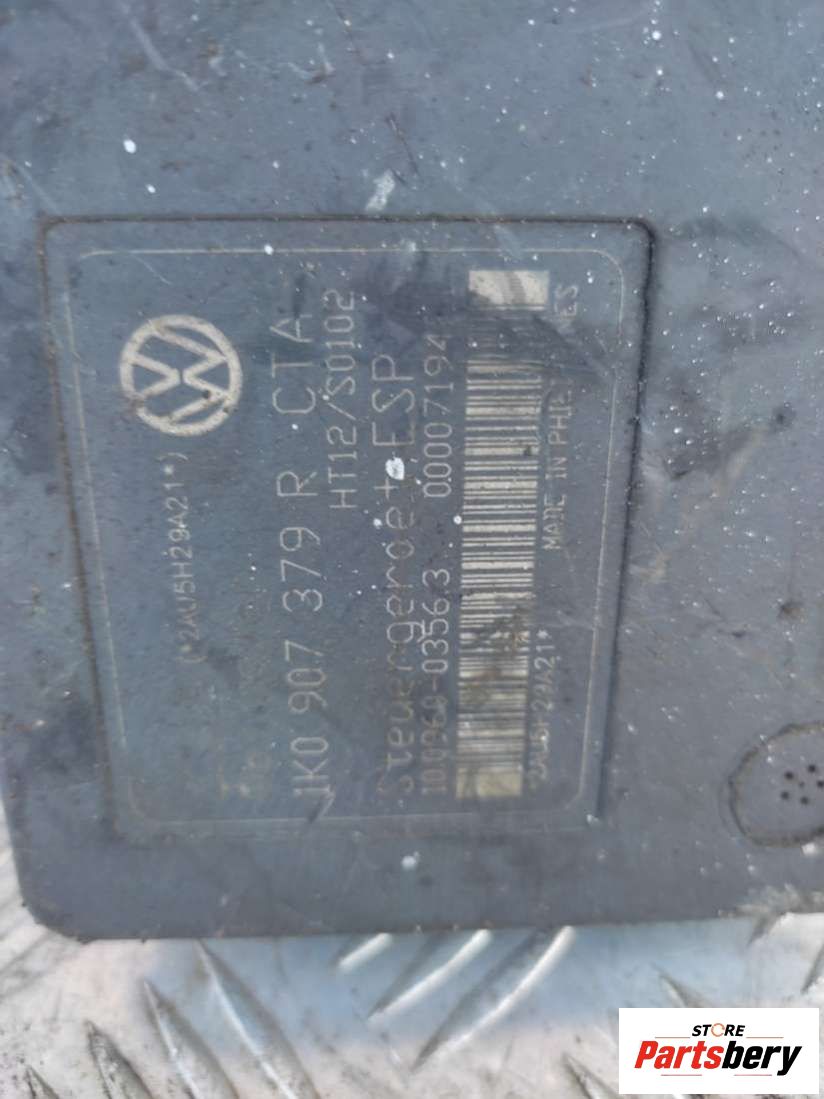 (*2AU5H29A21*)
1K0 907 379 R CTA
HT12/S0102
Steuergeraet ESP
10.0960-0356.3 00007194
MADE IN
*2AU5H29A21*
STORE
Partsbery